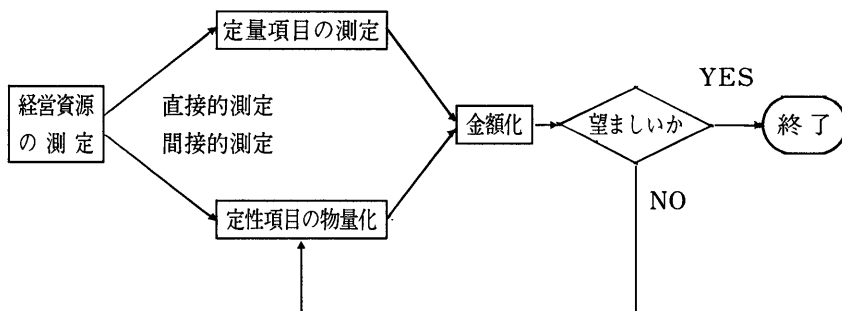 定量項目の測定
経営資源
の測定
直接的測定
間接的測定
金額化
望ましいか
YES
終了
NO
定性項目の物量化